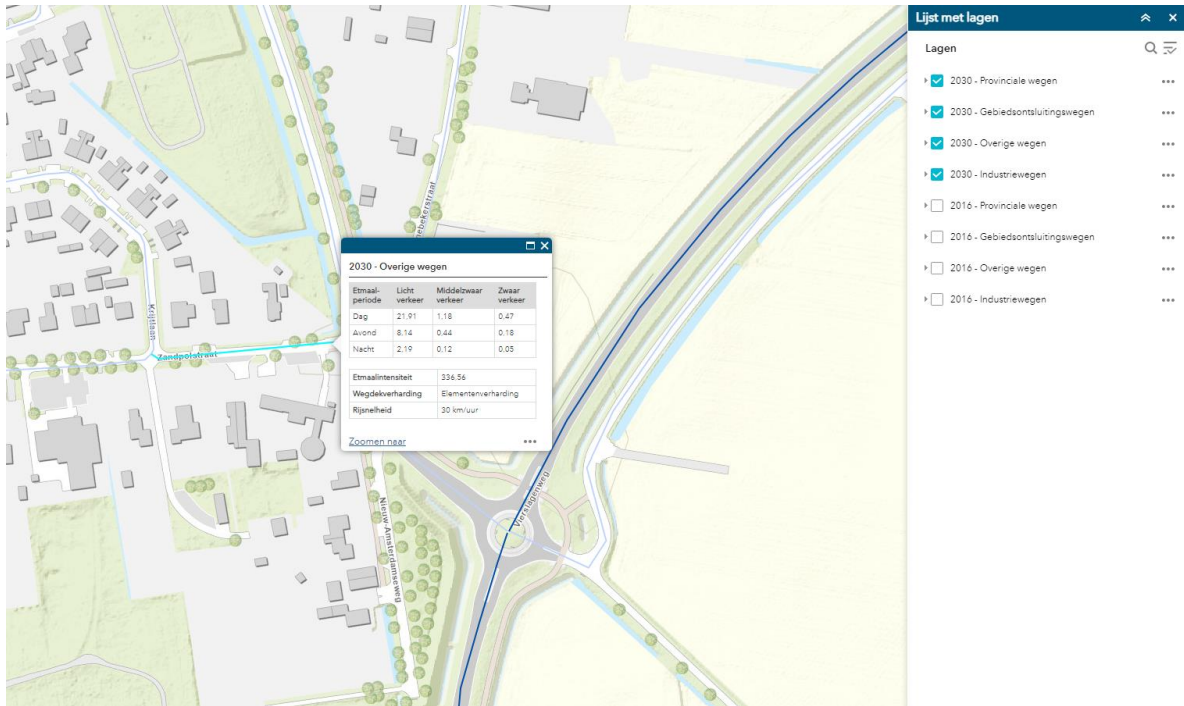 Lijst met lagen
Lagen
2030 - Provinciale wegen
2030 - Gebiedsontsluitingswegen
2030 - Overige wegen
2030 - Industriewegen
2016 - Provinciale wegen
2016 - Gebiedsontsluitingswegen
2016 - Overige wegen
2016 - Industriewegen
2030 - Overige wegen
Etmaal-periode Licht verkeer Middelzwaar verkeer Zwaar verkeer
Dag 21,91 1,18 0,47
Avond 8,14 0,44 0,18
Nacht 2,19 0,12 0,05
Etmaalintensiteit 336,56
Wegdekverharding Elementenverharding
Rijsnelheid 30 km/uur
Zoomen naar
Krijtlaan
Zandpolstraat
Vierslagenweg
Nieuw-Amsterdamseweg